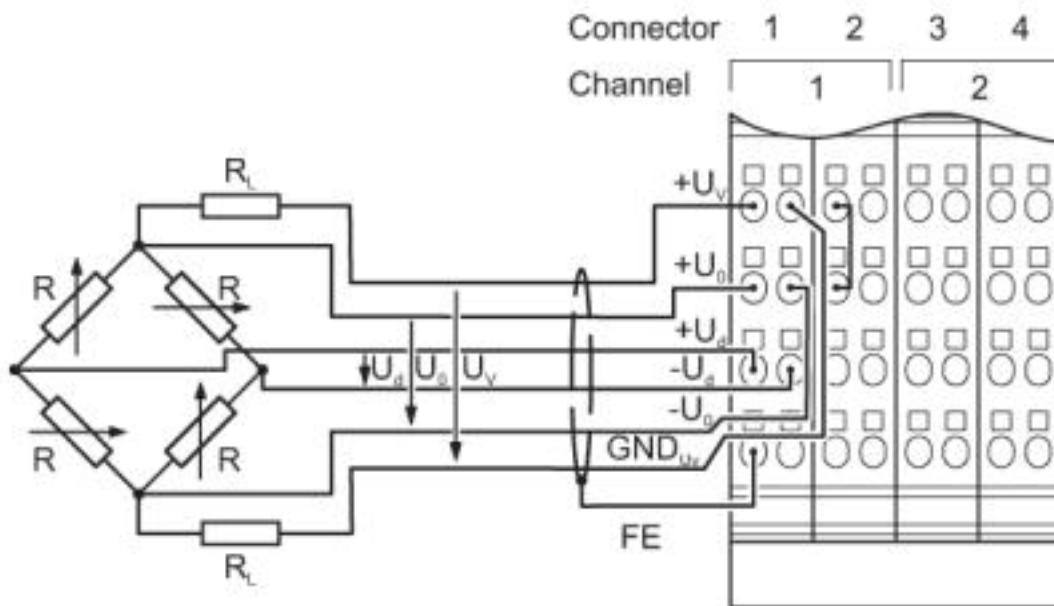 Connector 1 2 3 4
Channel 1 2
R_L
+U_V
+U_0
R R
+U_d
U_d U_0 U_V
-U_d
-U_0
R R
GND_UV
FE
R_L